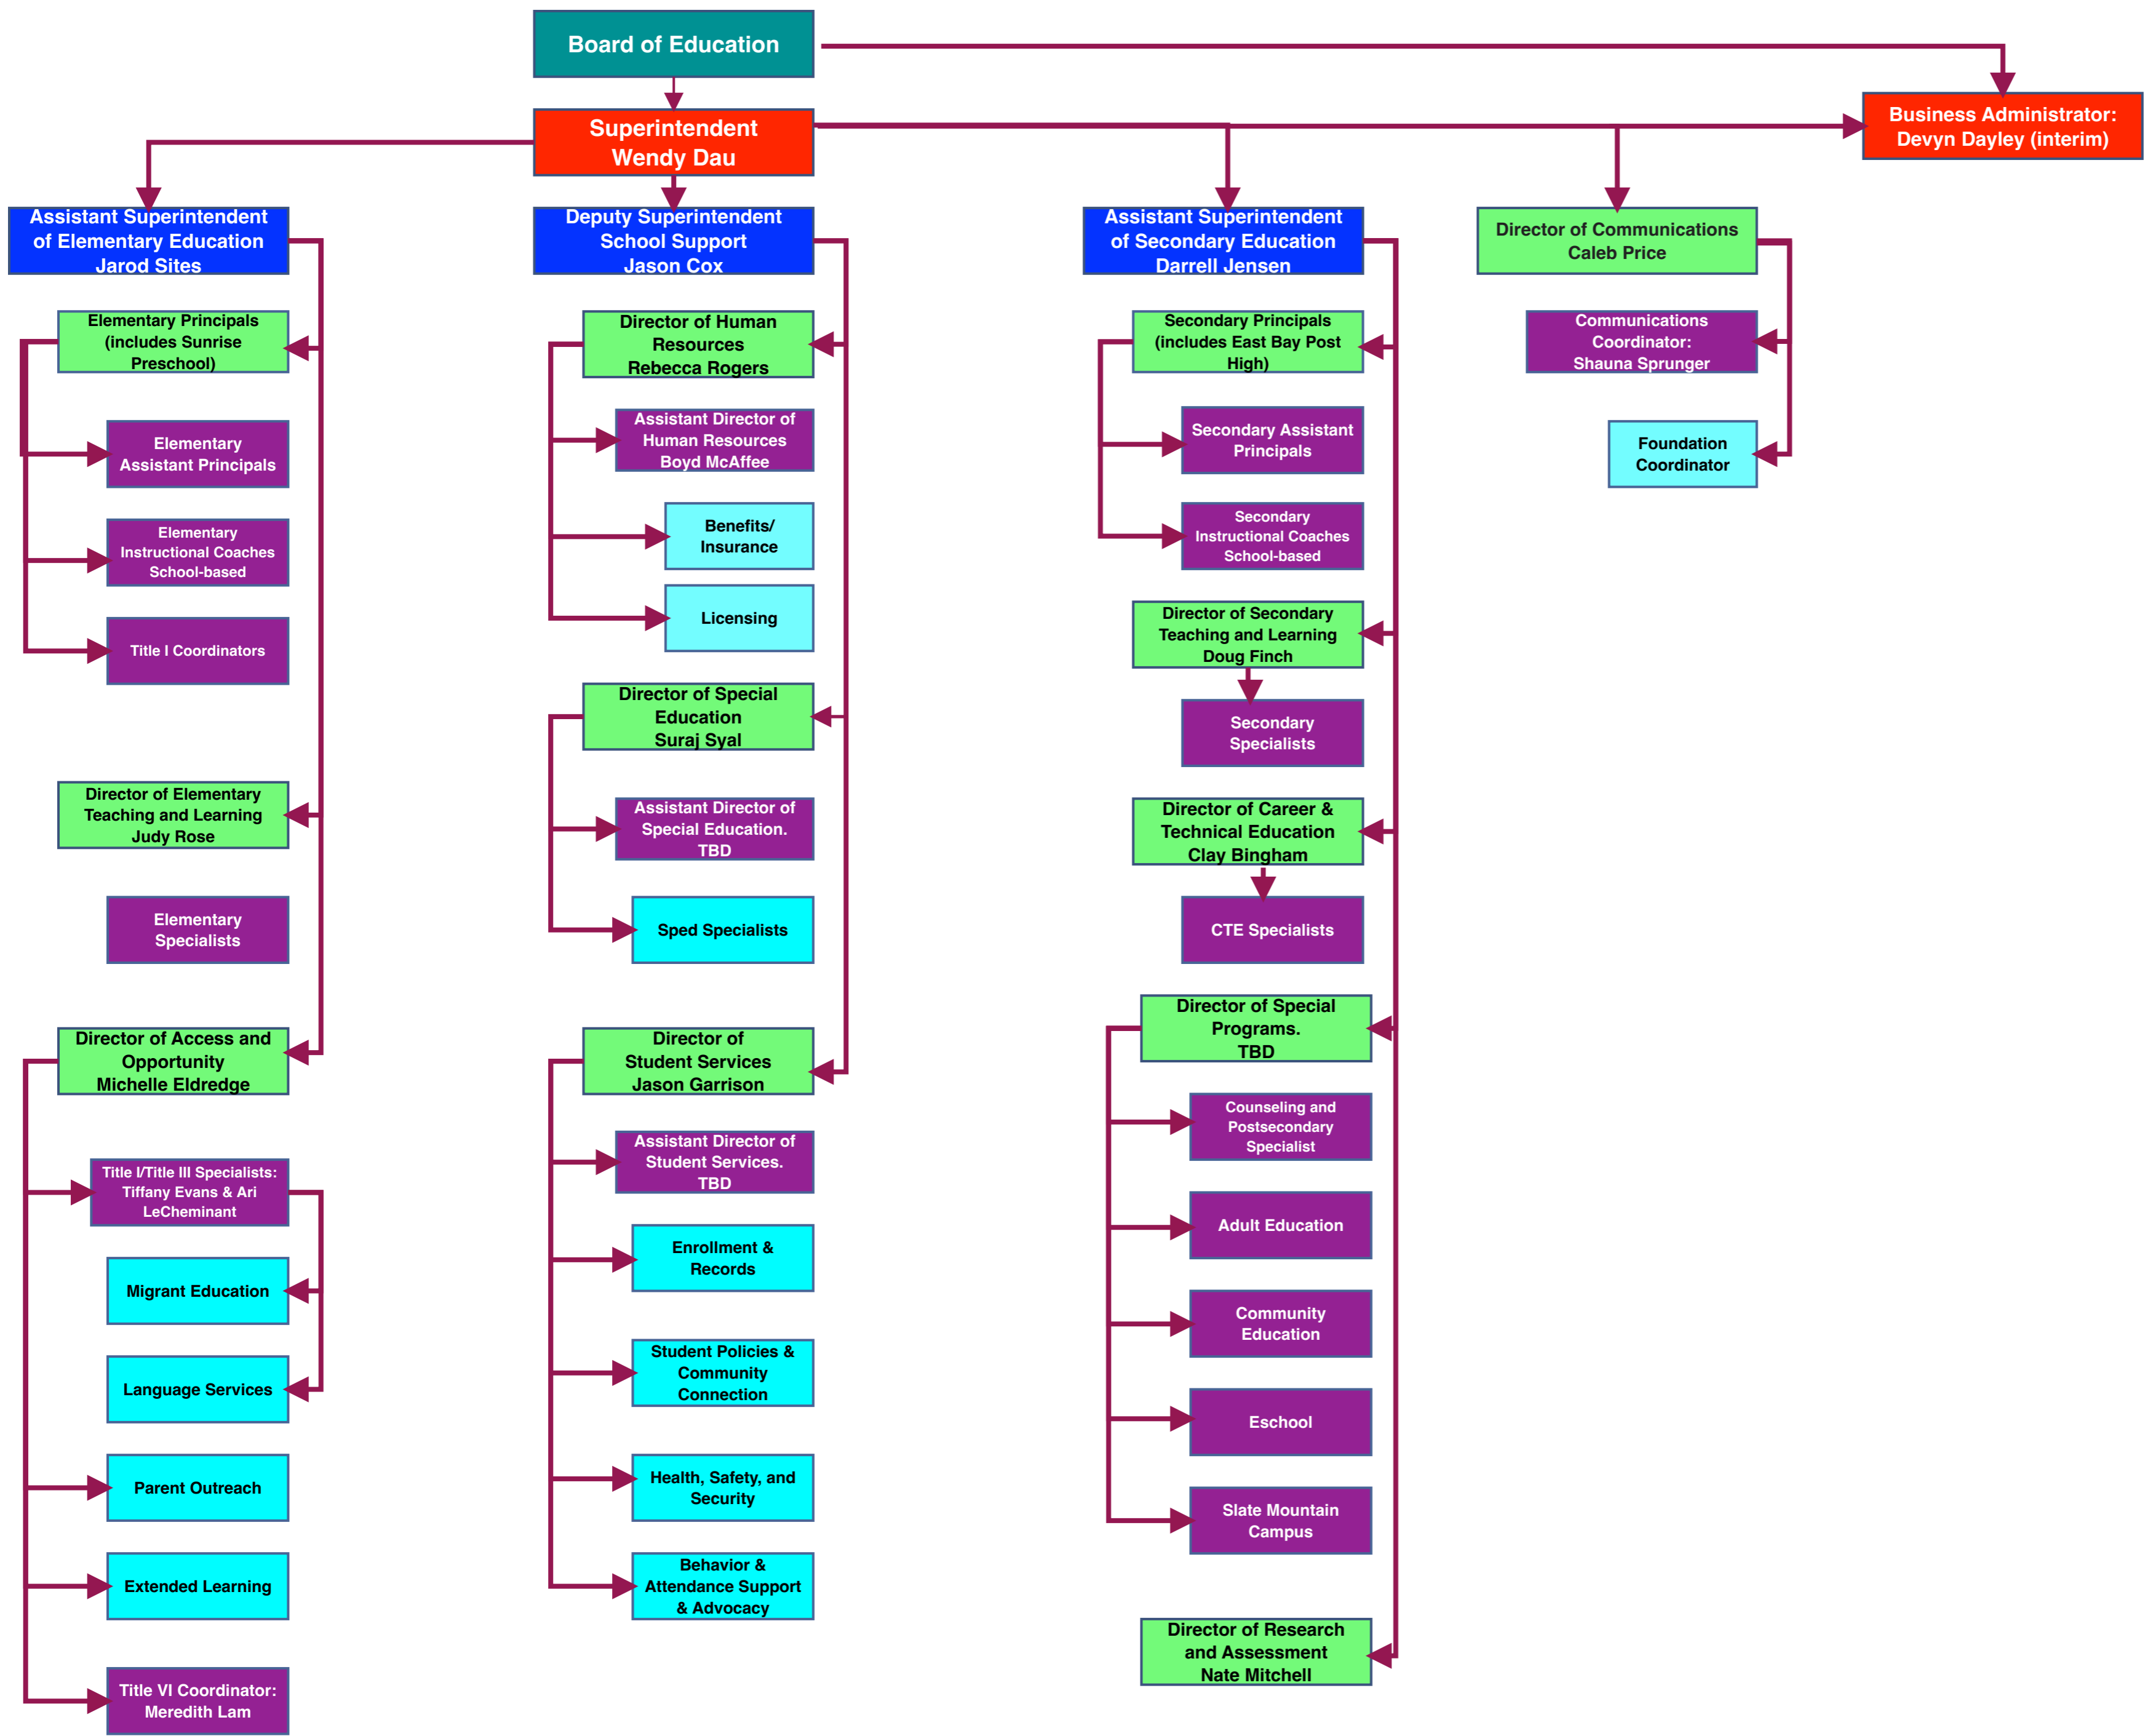 Board of Education
Superintendent
Wendy Dau
Business Administrator:
Devyn Dayley (interim)
Assistant Superintendent
of Elementary Education
Jarod Sites
Elementary Principals
(includes Sunrise
Preschool)
Elementary
Assistant Principals
Elementary
Instructional Coaches
School-based
Title I Coordinators
Director of Elementary
Teaching and Learning
Judy Rose
Elementary
Specialists
Director of Access and
Opportunity
Michelle Eldredge
Title I/Title III Specialists:
Tiffany Evans & Ari
LeCheminant
Migrant Education
Language Services
Parent Outreach
Extended Learning
Title VI Coordinator:
Meredith Lam
Deputy Superintendent
School Support
Jason Cox
Director of Human
Resources
Rebecca Rogers
Assistant Director of
Human Resources
Boyd McAffee
Benefits/
Insurance
Licensing
Director of Special
Education
Suraj Syal
Assistant Director of
Special Education.
TBD
Sped Specialists
Director of
Student Services
Jason Garrison
Assistant Director of
Student Services.
TBD
Enrollment &
Records
Student Policies &
Community
Connection
Health, Safety, and
Security
Behavior &
Attendance Support
& Advocacy
Assistant Superintendent
of Secondary Education
Darrell Jensen
Secondary Principals
(includes East Bay Post
High)
Secondary Assistant
Principals
Secondary
Instructional Coaches
School-based
Director of Secondary
Teaching and Learning
Doug Finch
Secondary
Specialists
Director of Career &
Technical Education
Clay Bingham
CTE Specialists
Director of Special
Programs.
TBD
Counseling and
Postsecondary
Specialist
Adult Education
Community
Education
Eschool
Slate Mountain
Campus
Director of Research
and Assessment
Nate Mitchell
Director of Communications
Caleb Price
Communications
Coordinator:
Shauna Sprunger
Foundation
Coordinator